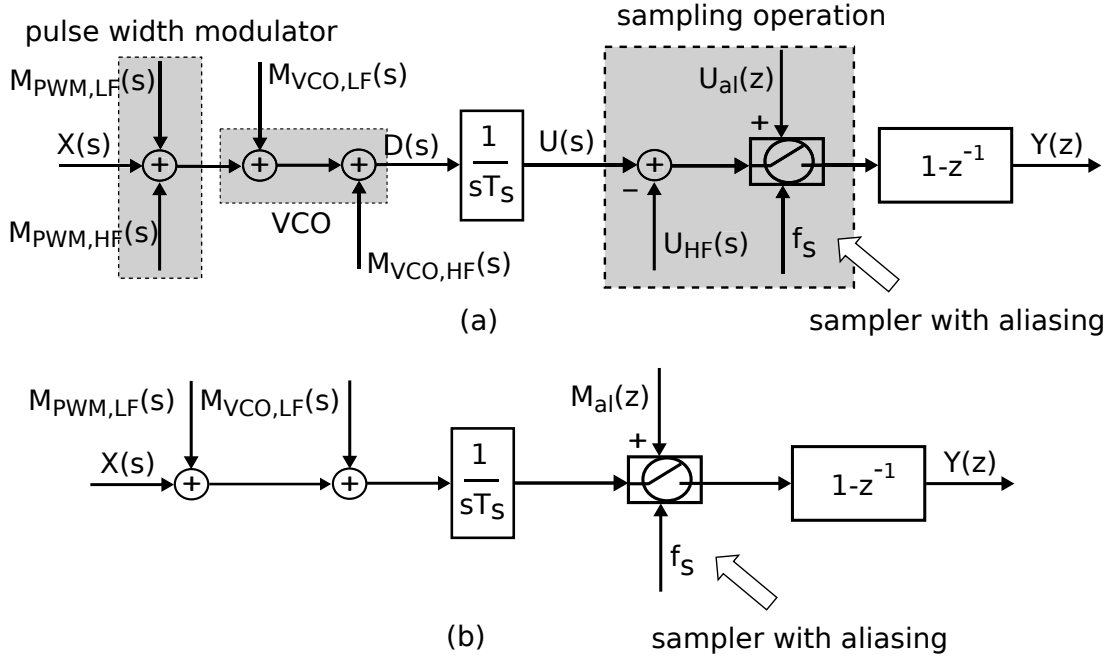 sampling operation
pulse width modulator
M_PWM,LF(s)
M_VCO,LF(s)
U_al(z)
+
X(s)
+
+
+
D(s)
1
sT_S
U(s)
+
−
1-z^-1
Y(z)
M_PWM,HF(s)
VCO
U_HF(s)
f_S
M_VCO,HF(s)
(a)
sampler with aliasing
M_PWM,LF(s)
M_VCO,LF(s)
M_al(z)
+
X(s)
+
+
1
sT_S
1-z^-1
Y(z)
f_S
(b)
sampler with aliasing